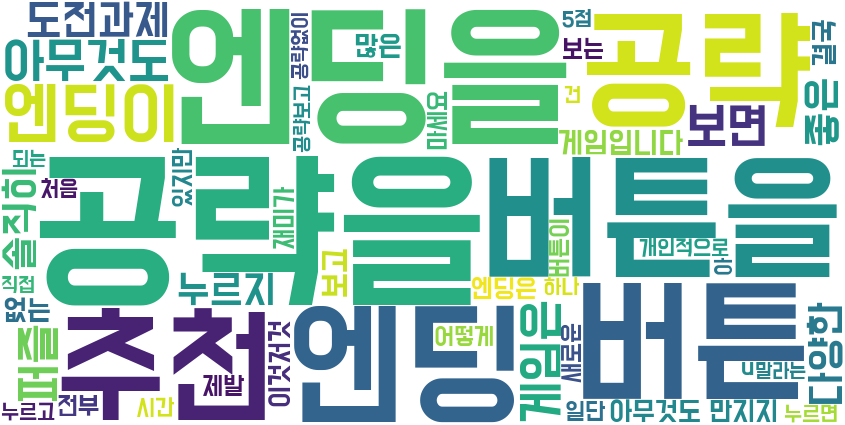 도전과제
아무것도
엔딩이
엔딩을
공략없이
많은
5점
보는
공략
결국
공략보고
마세요
건
게임입니다
보면
좋은
되는
처음
있지만
솔직히
공략을
재미가
버튼을
버튼이
개인적으로
아
직접
누르지
보고
엔딩은
하나
없는
퍼즐
추천
이것저것
엔딩
어떻게
게임은
새로운
버튼
다양한
제발
u말라는
누르고
전부
시간
일단
아무것도 만지지
누르면